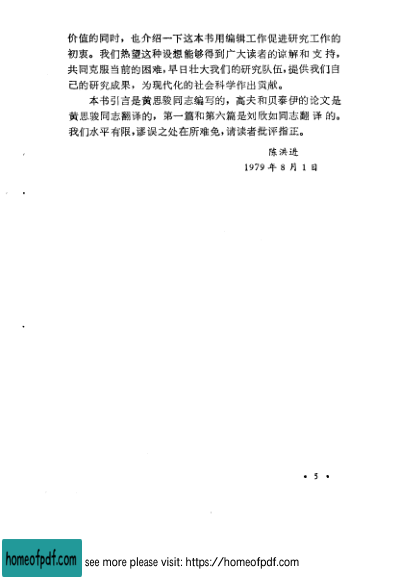 价值的同时，也介绍一下这本书用编辑工作促进研究工作的
初衷。我们热望这种设想能够得到广大读者的谅解和支持，
共同克服当前的困难，早日壮大我们的研究队伍，提供我们自
己的研究成果，为现代化的社会科学作出贡献。
本书引言是黄思骏同志编写的，高夫和贝泰伊的论文是
黄思骏同志翻译的，第一篇和第六篇是刘欣如同志翻译的。
我们水平有限，谬误之处在所难免，请读者批评指正。
陈洪进
1979年8月1日
• 5 •
homeofpdf.com
see more please visit: https://homeofpdf.com